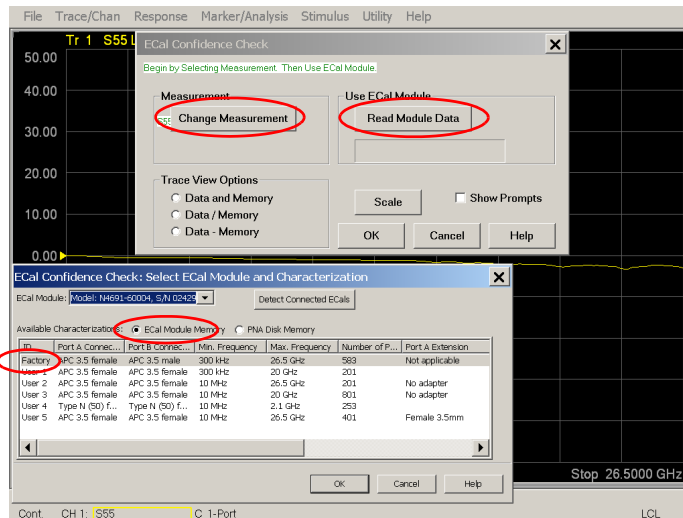 File Trace/Chan Response Marker/Analysis Stimulus Utility Help
Tr 1 S55 L
50.00
40.00
30.00
20.00
10.00
0.00
ECal Confidence Check
Begin by Selecting Measurement. Then Use ECal Module.
Measurement
S55
Change Measurement
Use ECal Module
Read Module Data
Trace View Options
Data and Memory
Data / Memory
Data - Memory
Scale
Show Prompts
OK Cancel Help
ECal Confidence Check: Select ECal Module and Characterization
ECal Module: Model: N4691-60004, S/N 02429
Detect Connected ECals
Available Characterizations: ECal Module Memory PNA Disk Memory
ID Port A Connec... Port B Connec... Min. Frequency Max. Frequency Number of P... Port A Extension
Factory APC 3.5 female APC 3.5 male 300 kHz 26.5 GHz 583 Not applicable
User 1 APC 3.5 female APC 3.5 female 300 kHz 20 GHz 201
User 2 APC 3.5 female APC 3.5 female 10 MHz 26.5 GHz 201 No adapter
User 3 APC 3.5 female APC 3.5 female 10 MHz 20 GHz 801 No adapter
User 4 Type N (50) f... Type N (50) f... 10 MHz 2.1 GHz 253
User 5 APC 3.5 female APC 3.5 female 10 MHz 26.5 GHz 401 Female 3.5mm
OK Cancel Help
Stop 26.5000 GHz
Cont. CH 1: S55 C 1-Port LCL